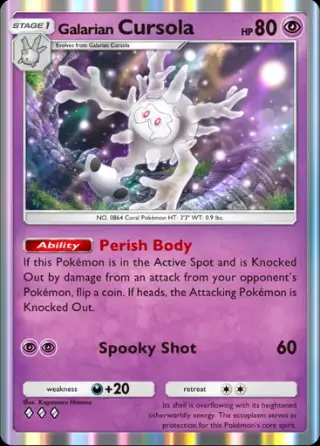 STAGE 1
Galarian Cursola
HP 80
Evolves from Galarian Corsola
NO. 0864 Coral Pokémon HT: 3'3" WT: 0.9 lbs.
Ability Perish Body
If this Pokémon is in the Active Spot and is Knocked
Out by damage from an attack from your opponent's
Pokémon, flip a coin. If heads, the Attacking Pokémon is
Knocked Out.
Spooky Shot 60
weakness +20 retreat
Illus. Kagemaru Himeno
Its shell is overflowing with its heightened
otherworldly energy. The ectoplasm serves as
protection for this Pokémon's core spirit.